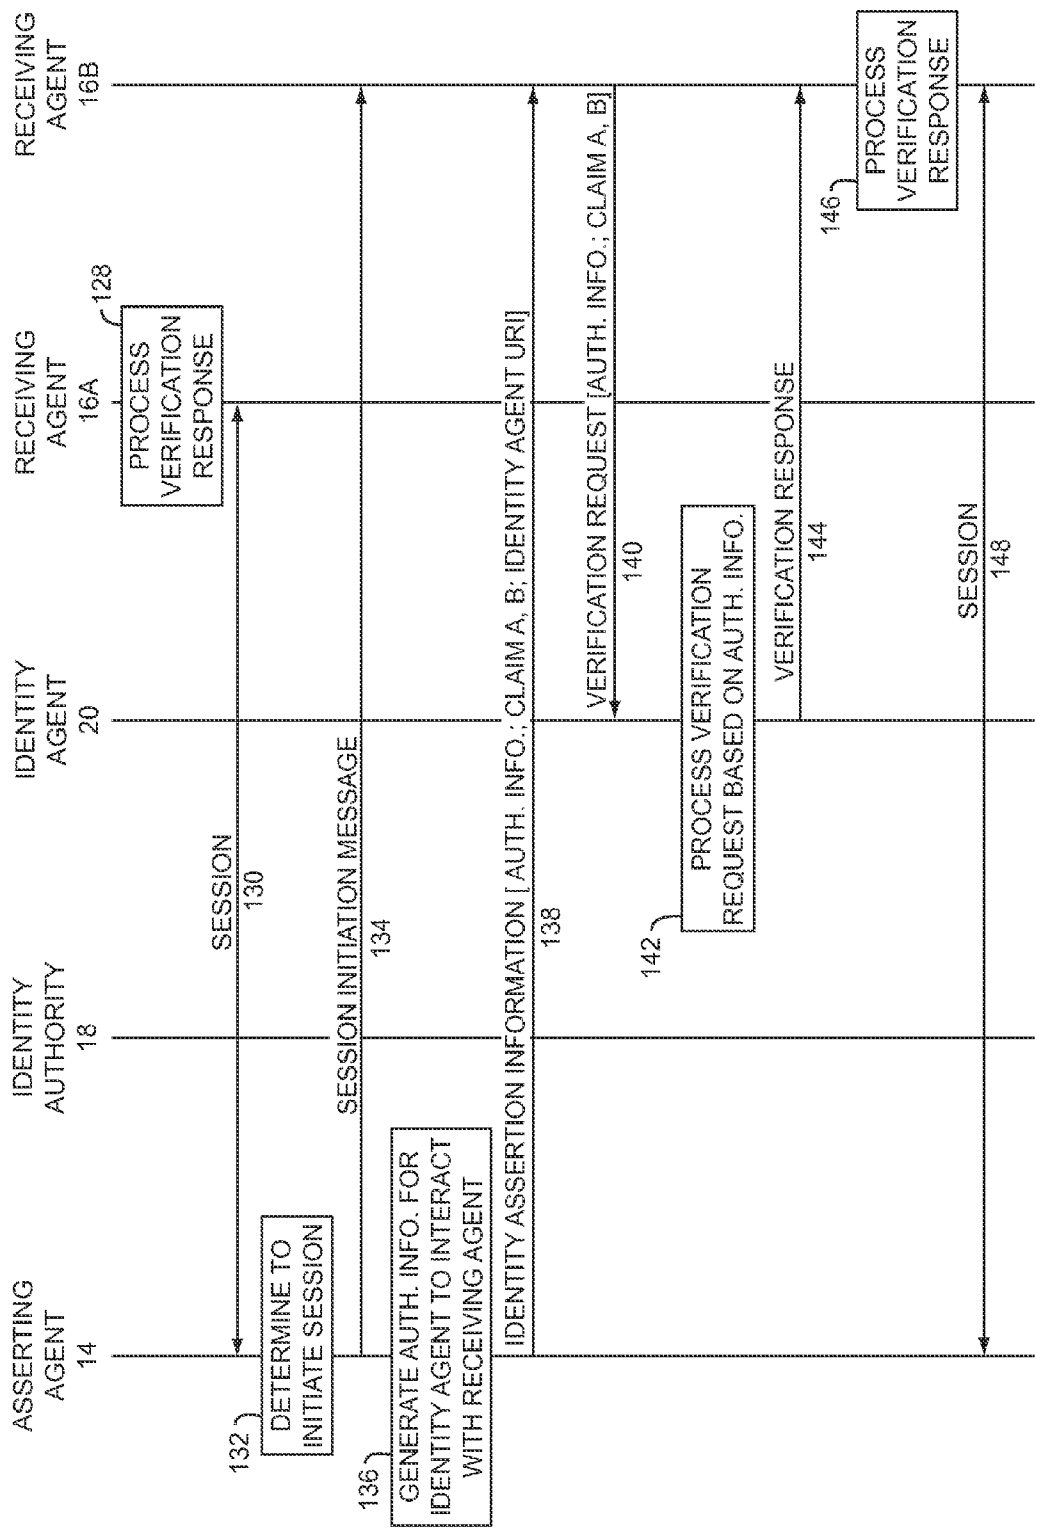 ASSERTING
AGENT
14
IDENTITY
AUTHORITY
18
IDENTITY
AGENT
20
RECEIVING
AGENT
16A
RECEIVING
AGENT
16B
128
PROCESS
VERIFICATION
RESPONSE
SESSION
130
132
DETERMINE TO
INITIATE SESSION
SESSION INITIATION MESSAGE
134
136
GENERATE AUTH. INFO. FOR
IDENTITY AGENT TO INTERACT
WITH RECEIVING AGENT
IDENTITY ASSERTION INFORMATION [ AUTH. INFO.; CLAIM A, B; IDENTITY AGENT URI]
138
VERIFICATION REQUEST [AUTH. INFO.; CLAIM A, B]
140
142
PROCESS VERIFICATION
REQUEST BASED ON AUTH. INFO.
VERIFICATION RESPONSE
144
146
PROCESS
VERIFICATION
RESPONSE
SESSION
148